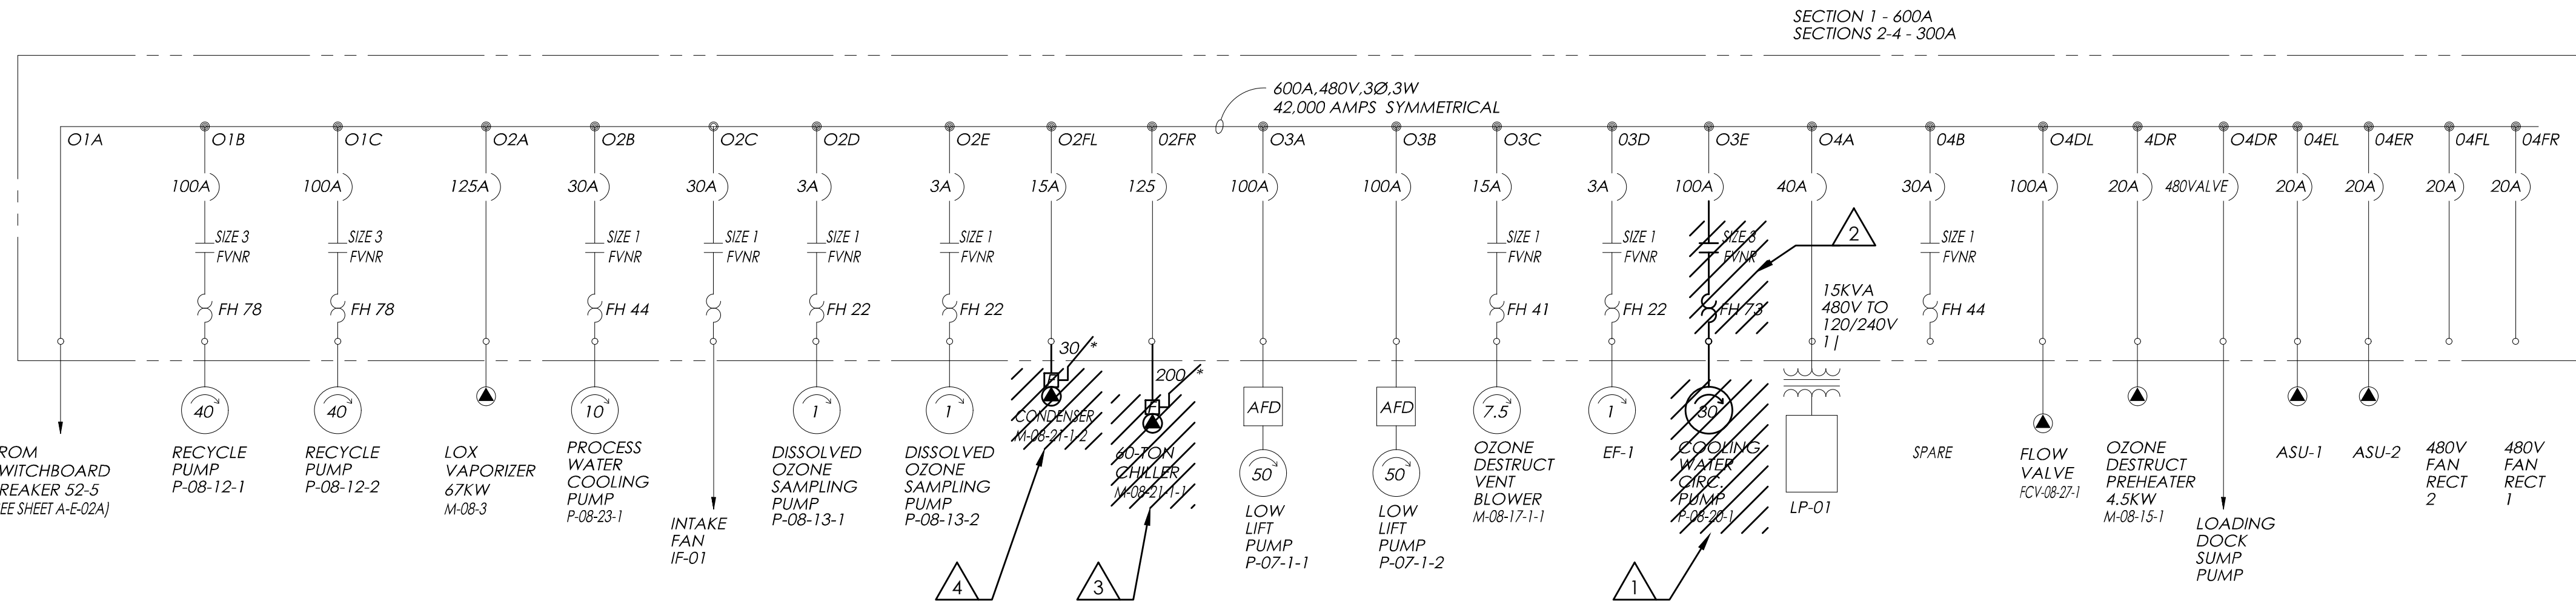 SECTION 1 - 600A
SECTIONS 2-4 - 300A
600A,480V,3Ø,3W
42,000 AMPS SYMMETRICAL
O1A
O1B
O1C
O2A
O2B
O2C
O2D
O2E
O2FL
02FR
O3A
O3B
O3C
03D
O3E
O4A
04B
O4DL
4DR
O4DR
04EL
04ER
04FL
04FR
100A
100A
125A
30A
30A
3A
3A
15A
125
100A
100A
15A
3A
100A
40A
30A
100A
20A
480VALVE
20A
20A
20A
20A
SIZE 3
FVNR
SIZE 3
FVNR
SIZE 1
FVNR
SIZE 1
FVNR
SIZE 1
FVNR
SIZE 1
FVNR
SIZE 1
FVNR
SIZE 1
FVNR
SIZE 3
FVNR
SIZE 1
FVNR
2
FH 78
FH 78
FH 44
FH 22
FH 22
FH 41
FH 22
FH 73
15KVA
480V TO
120/240V
1 |
FH 44
30 *
200 *
F
F
40
40
10
1
1
AFD
AFD
7.5
1
30
50
50
ROM
WITCHBOARD
REAKER 52-5
EE SHEET A-E-02A)
RECYCLE
PUMP
P-08-12-1
RECYCLE
PUMP
P-08-12-2
LOX
VAPORIZER
67KW
M-08-3
PROCESS
WATER
COOLING
PUMP
P-08-23-1
INTAKE
FAN
IF-01
DISSOLVED
OZONE
SAMPLING
PUMP
P-08-13-1
DISSOLVED
OZONE
SAMPLING
PUMP
P-08-13-2
CONDENSER
M-08-21-1-2
60-TON
CHILLER
M-08-21-1-1
LOW
LIFT
PUMP
P-07-1-1
LOW
LIFT
PUMP
P-07-1-2
OZONE
DESTRUCT
VENT
BLOWER
M-08-17-1-1
EF-1
COOLING
WATER
CIRC.
PUMP
P-08-20-1
LP-01
SPARE
FLOW
VALVE
FCV-08-27-1
OZONE
DESTRUCT
PREHEATER
4.5KW
M-08-15-1
LOADING
DOCK
SUMP
PUMP
ASU-1
ASU-2
480V
FAN
RECT
2
480V
FAN
RECT
1
4
3
1